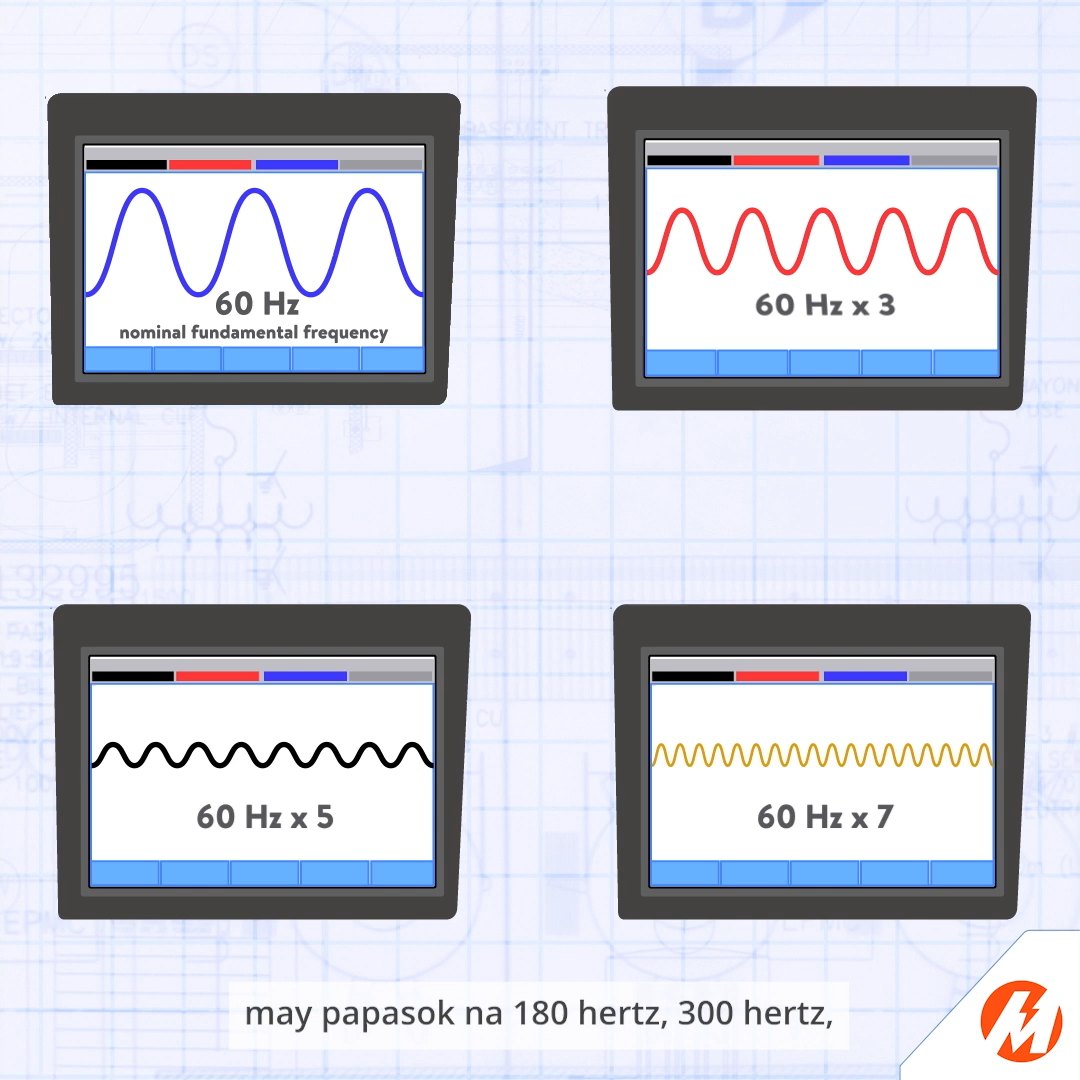 60 Hz
nominal fundamental frequency
60 Hz x 3
60 Hz x 5
60 Hz x 7
may papasok na 180 hertz, 300 hertz,